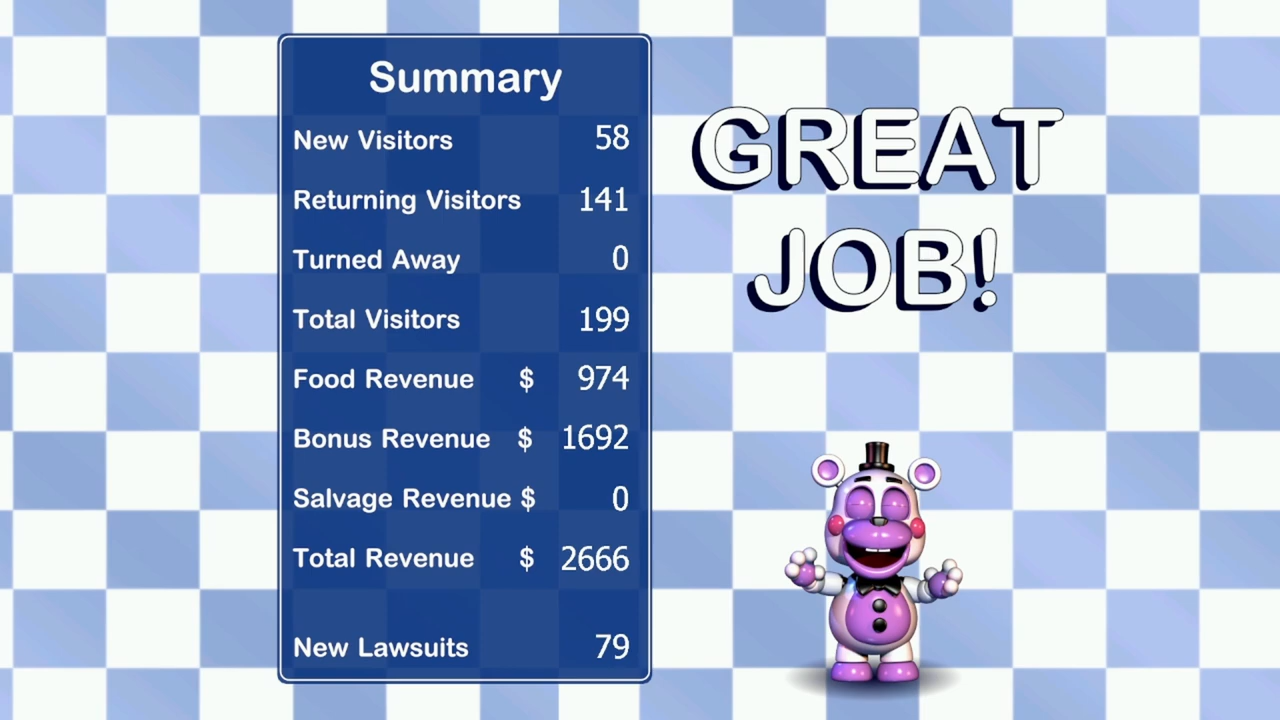 Summary
New Visitors 58
Returning Visitors 141
Turned Away 0
Total Visitors 199
Food Revenue $ 974
Bonus Revenue $ 1692
Salvage Revenue $ 0
Total Revenue $ 2666
New Lawsuits 79
GREAT
JOB!